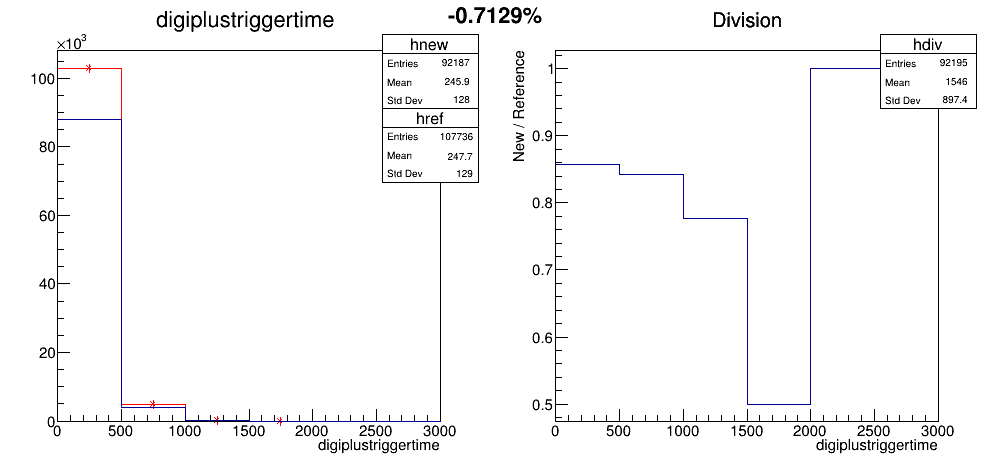 digiplustriggertime
-0.7129%
Division
×10³
hnew
Entries 92187
Mean 245.9
Std Dev 128
href
Entries 107736
Mean 247.7
Std Dev 129
100
80
60
40
20
0
0 500 1000 1500 2000 2500 3000
digiplustriggertime
New / Reference
hdiv
Entries 92195
Mean 1546
Std Dev 897.4
1
0.9
0.8
0.7
0.6
0.5
0 500 1000 1500 2000 2500 3000
digiplustriggertime